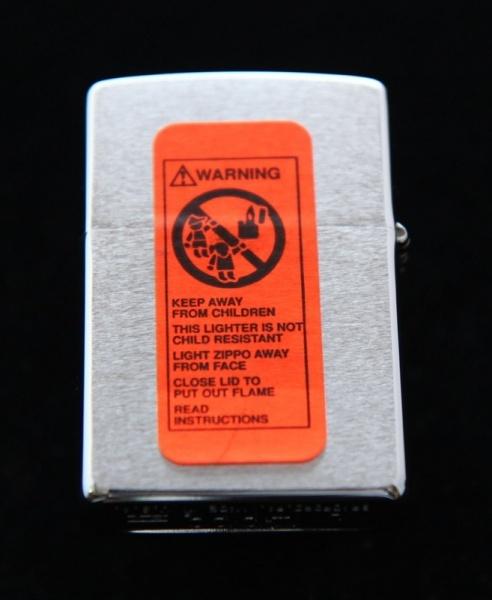 WARNING
KEEP AWAY
FROM CHILDREN
THIS LIGHTER IS NOT
CHILD RESISTANT
LIGHT ZIPPO AWAY
FROM FACE
CLOSE LID TO
PUT OUT FLAME
READ
INSTRUCTIONS